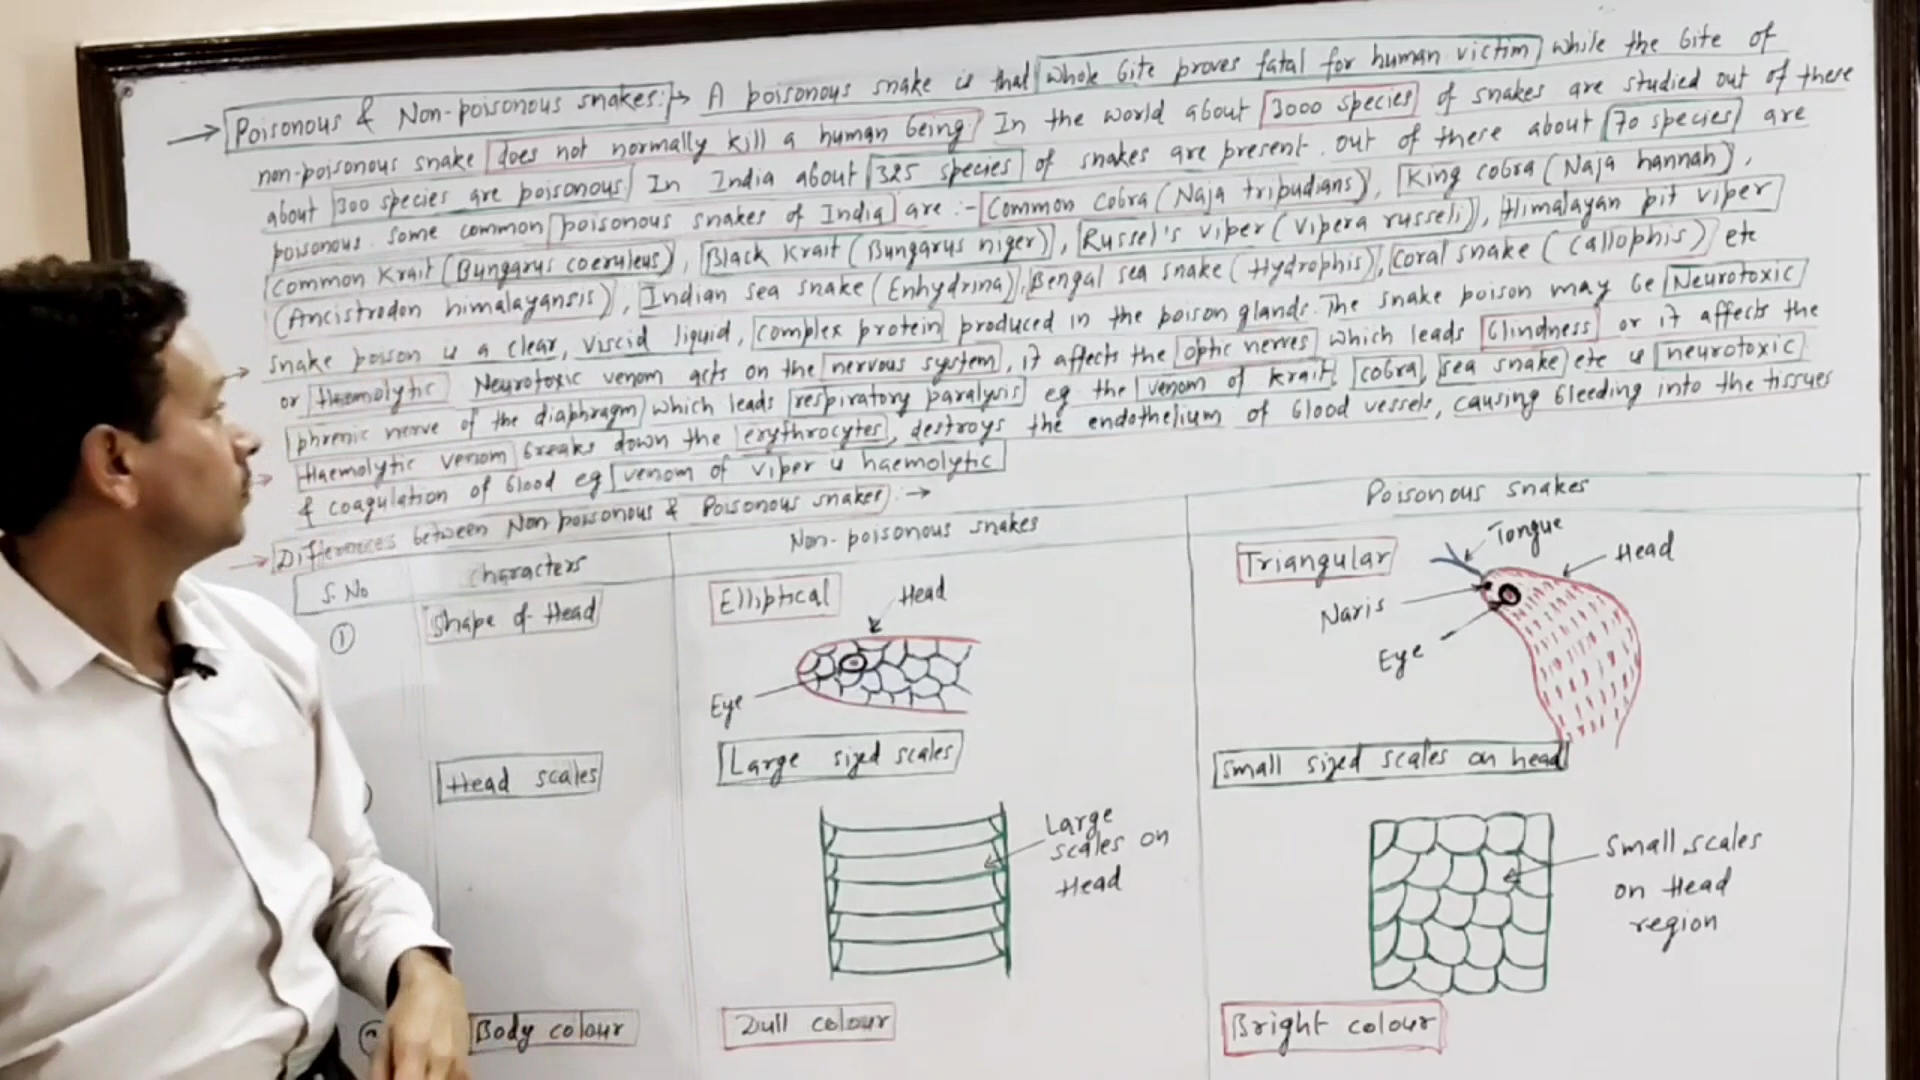 → Poisonous & Non-poisonous snakes:→ A poisonous snake is that whole bite proves fatal for human victim while the bite of
non-poisonous snake does not normally kill a human being. In the world about 3000 species of snakes are studied out of these
about 300 species are poisonous. In India about 325 species of snakes are present. out of these about 70 species are
poisonous. some common poisonous snakes of India are :- Common cobra (Naja tripudians), King cobra (Naja hannah),
common Krait (Bungarus coeruleus), Black Krait (Bungarus niger), Russel's viper (Vipera russeli), Himalayan pit viper
(Ancistrodon himalayansis), Indian sea snake (Enhydrina), Bengal sea snake (Hydrophis), coral snake (callophis) etc
→ snake poison is a clear, viscid liquid, complex protein produced in the poison glands. The snake poison may be Neurotoxic
or Haemolytic Neurotoxic venom acts on the nervous system, it affects the optic nerves which leads blindness or it affects the
phrenic nerve of the diaphragm which leads respiratory paralysis eg the venom of krait, cobra, sea snake etc is neurotoxic
→ Haemolytic venom breaks down the erythrocytes, destroys the endothelium of blood vessels, causing bleeding into the tissues
& coagulation of blood eg venom of viper is haemolytic
→ Differences between Non poisonous & Poisonous snakes :→
S.No characters Non-poisonous snakes Poisonous snakes
① Shape of Head Elliptical Triangular
Head
Eye
Tongue
Head
Naris
Eye
Head scales Large sized scales Small sized scales on head
Large
scales on
Head
Small scales
on Head
region
Body colour Dull colour Bright colour